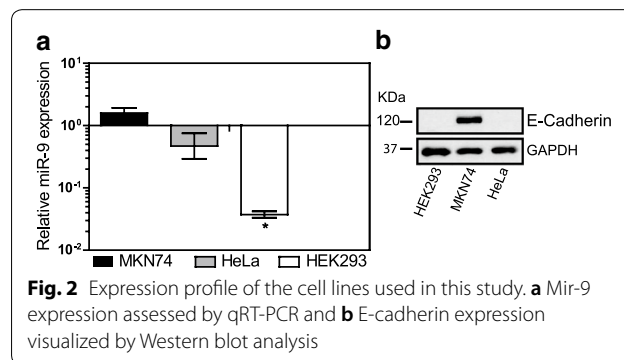 a
b
Relative miR-9 expression
10¹
10⁰
10⁻¹
10⁻²
*
MKN74 HeLa HEK293
KDa
120 E-Cadherin
37 GAPDH
HEK293
MKN74
HeLa
Fig. 2 Expression profile of the cell lines used in this study. a Mir-9
expression assessed by qRT-PCR and b E-cadherin expression
visualized by Western blot analysis